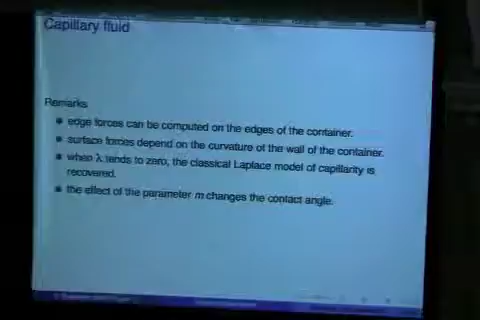 Capillary fluid
Remarks
edge forces can be computed on the edges of the container.
surface forces depend on the curvature of the wall of the container.
when λ tends to zero, the classical Laplace model of capillarity is
recovered.
the effect of the parameter m changes the contact angle.